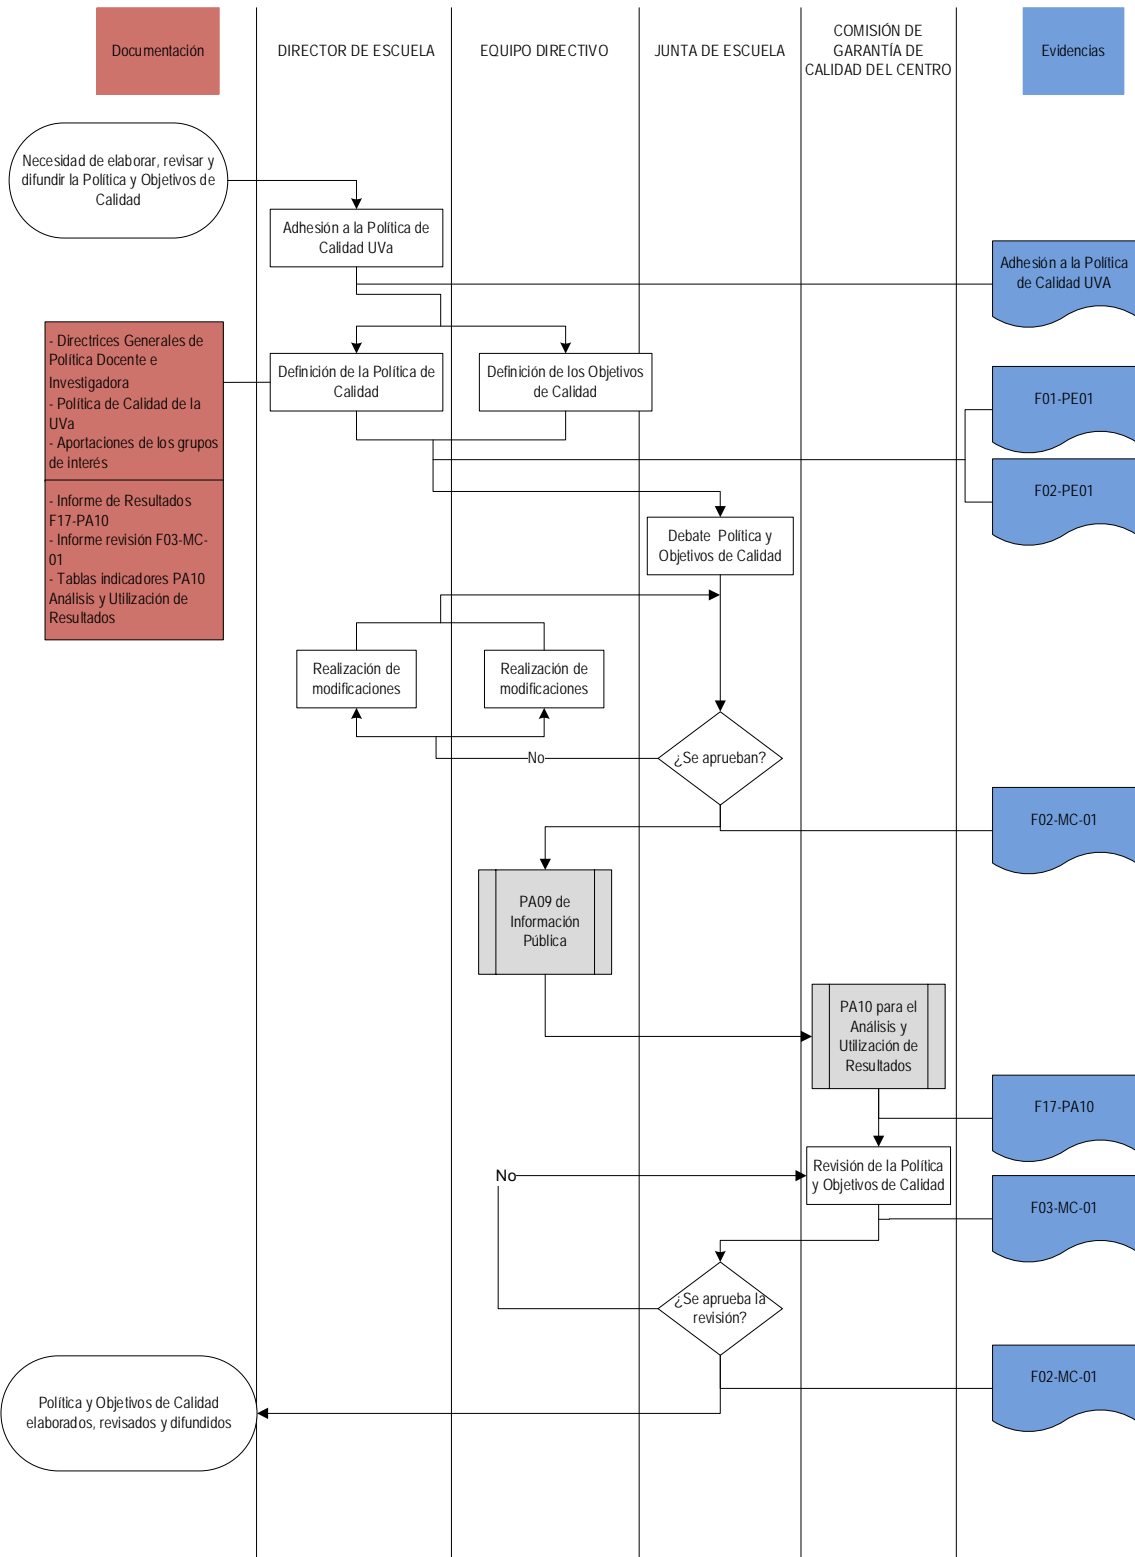 Documentación
DIRECTOR DE ESCUELA
EQUIPO DIRECTIVO
JUNTA DE ESCUELA
COMISIÓN DE
GARANTÍA DE
CALIDAD DEL CENTRO
Evidencias
Necesidad de elaborar, revisar y
difundir la Política y Objetivos de
Calidad
Adhesión a la Política de
Calidad UVa
Adhesión a la Política
de Calidad UVA
- Directrices Generales de
Política Docente e
Investigadora
- Política de Calidad de la
UVa
- Aportaciones de los grupos
de interés
Definición de la Política de
Calidad
Definición de los Objetivos
de Calidad
F01-PE01
F02-PE01
- Informe de Resultados
F17-PA10
- Informe revisión F03-MC-
01
- Tablas indicadores PA10
Análisis y Utilización de
Resultados
Debate Política y
Objetivos de Calidad
Realización de
modificaciones
Realización de
modificaciones
No
¿Se aprueban?
F02-MC-01
PA09 de
Información
Pública
PA10 para el
Análisis y
Utilización de
Resultados
F17-PA10
No
Revisión de la Política
y Objetivos de Calidad
F03-MC-01
¿Se aprueba la
revisión?
F02-MC-01
Política y Objetivos de Calidad
elaborados, revisados y difundidos